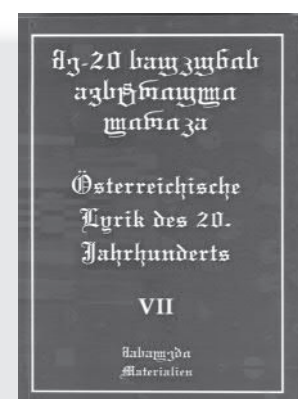 მე-20 საუკუნის
ავსტრიული
ლირიკა
Österreichische
Lyrik des 20.
Jahrhunderts
VII
მასალები
Materialien